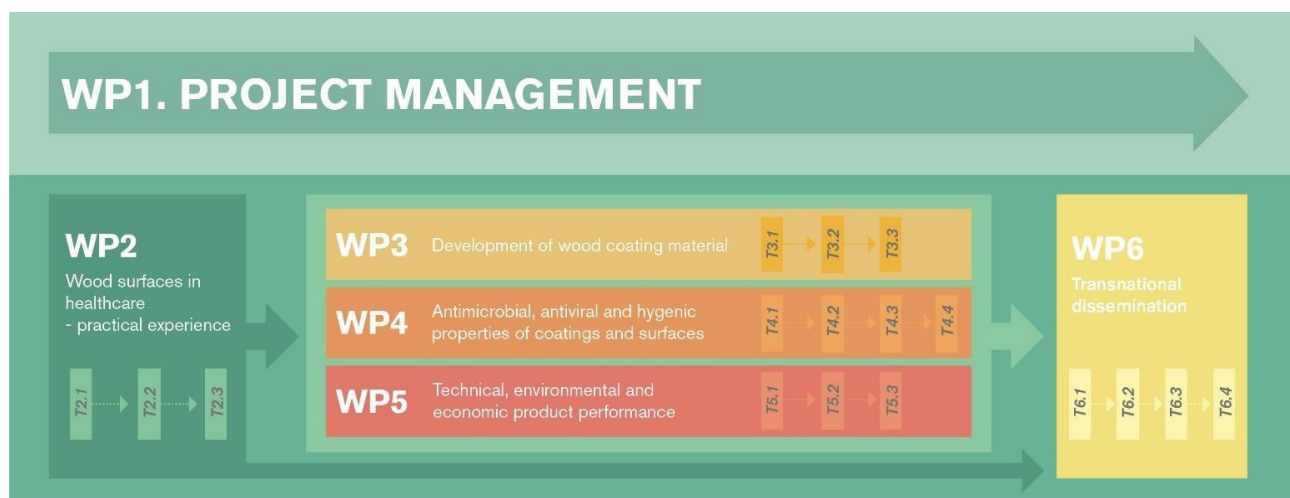 WP1. PROJECT MANAGEMENT
WP2
Wood surfaces in
healthcare
- practical experience
T2.1
T2.2
T2.3
WP3
Development of wood coating material
T3.1
T3.2
T3.3
WP4
Antimicrobial, antiviral and hygenic
properties of coatings and surfaces
T4.1
T4.2
T4.3
T4.4
WP5
Technical, environmental and
economic product performance
T5.1
T5.2
T5.3
WP6
Transnational
dissemination
T6.1
T6.2
T6.3
T6.4